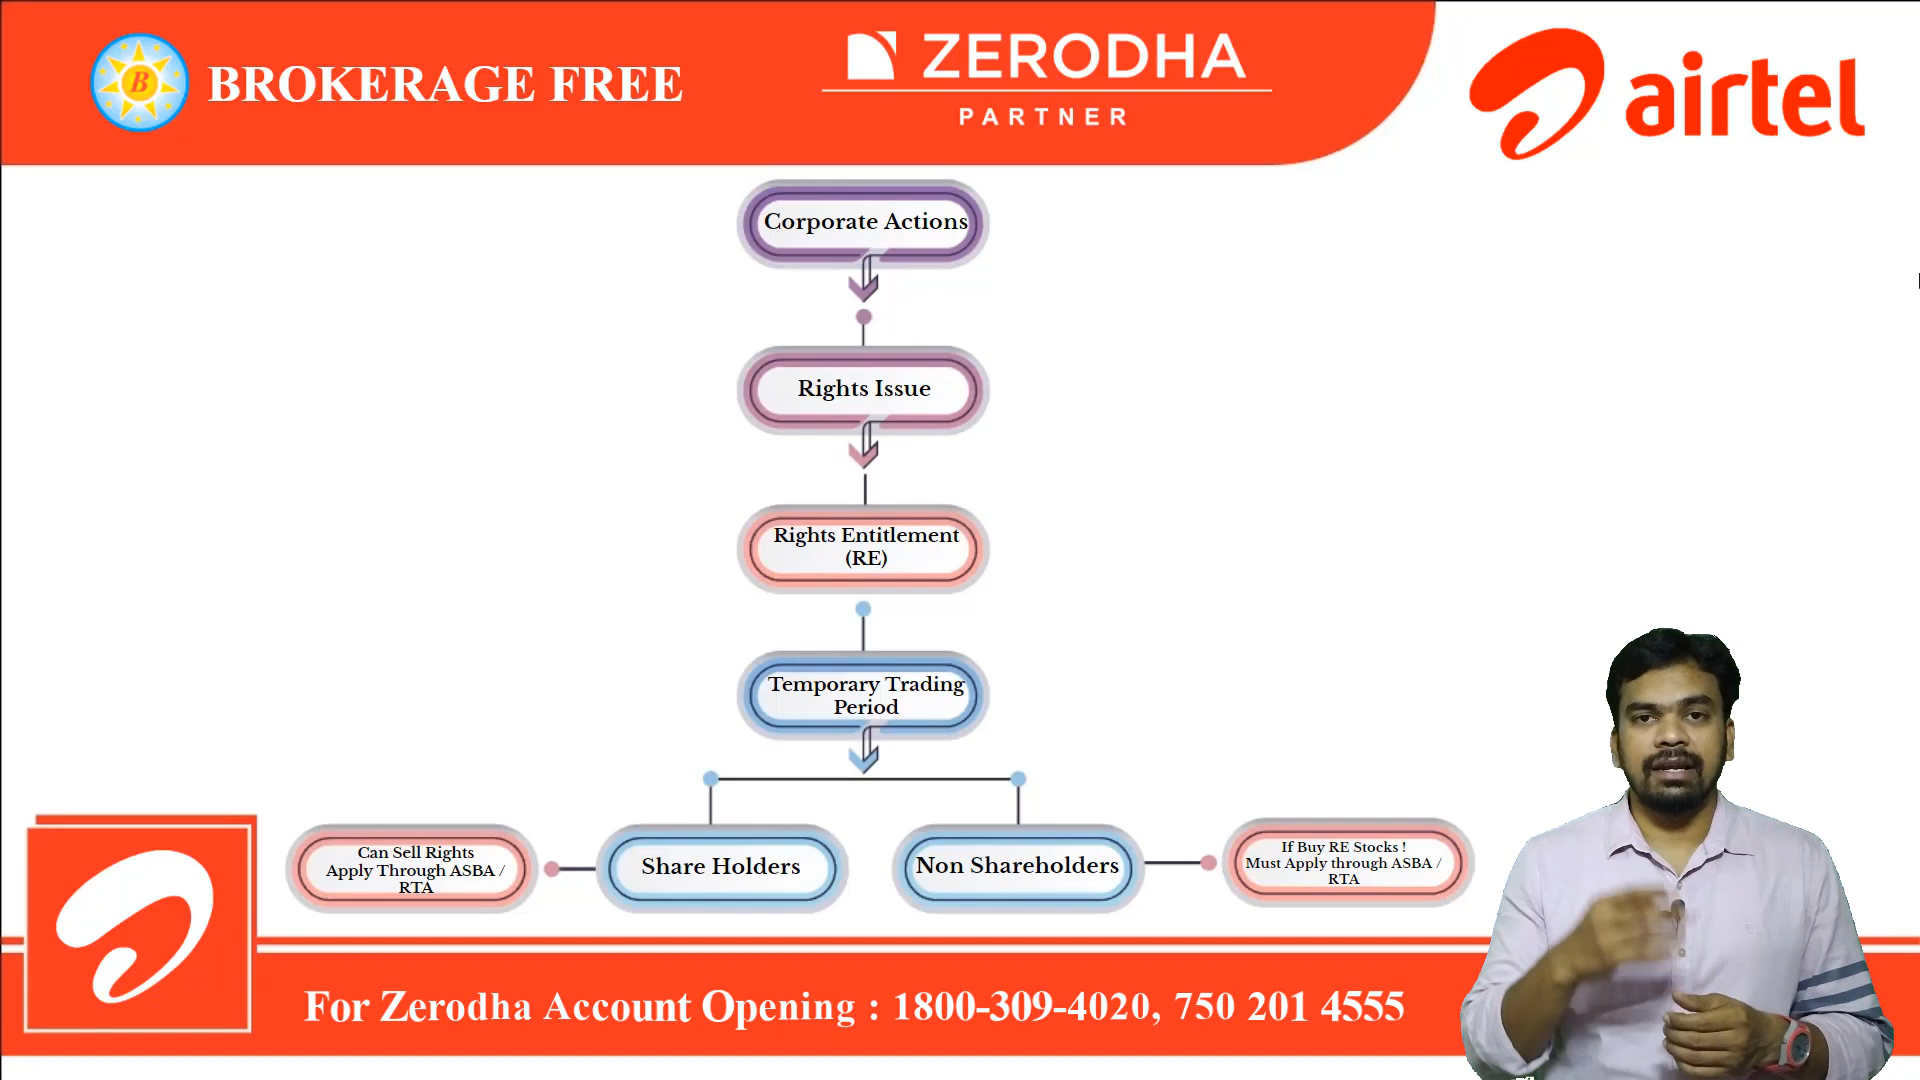 B
BROKERAGE FREE
ZERODHA
PARTNER
airtel
Corporate Actions
Rights Issue
Rights Entitlement
(RE)
Temporary Trading
Period
Can Sell Rights
Apply Through ASBA /
RTA
Share Holders
Non Shareholders
If Buy RE Stocks !
Must Apply through ASBA /
RTA
For Zerodha Account Opening : 1800-309-4020, 750 201 4555